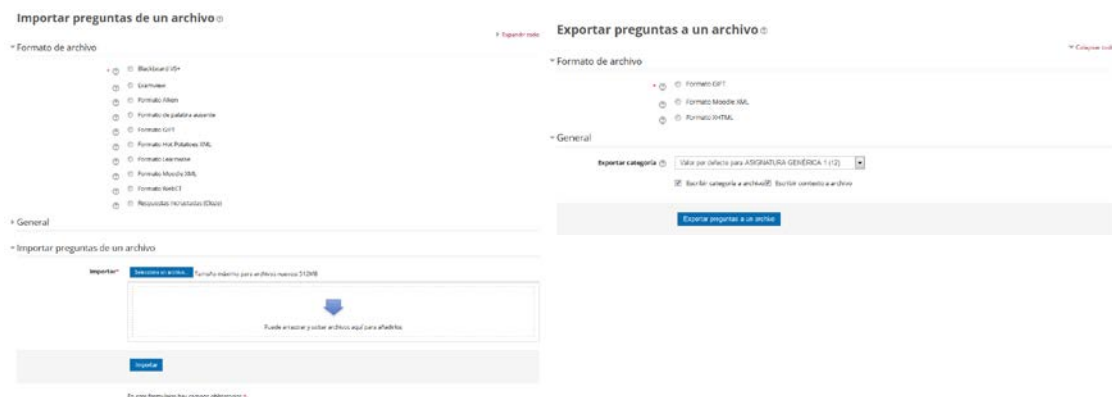 Importar preguntas de un archivo
Expandir todo
Formato de archivo
Blackboard V6+
Examview
Formato Aiken
Formato de palabra ausente
Formato GIFT
Formato Hot Potatoes XML
Formato Learnwise
Formato Moodle XML
Formato WebCT
Respuestas incrustadas (Cloze)
General
Importar preguntas de un archivo
Importar*
Seleccione un archivo...
Tamaño máximo para archivos nuevos: 512MB
Puede arrastrar y soltar archivos aquí para añadirlos
Importar
En este formulario hay campos obligatorios *
Exportar preguntas a un archivo
Colapsar todo
Formato de archivo
* Formato GIFT
Formato Moodle XML
Formato XHTML
General
Exportar categoría
Valor por defecto para ASIGNATURA GENÉRICA 1 (12)
Escribir categoría a archivo Escribir contexto a archivo
Exportar preguntas a un archivo